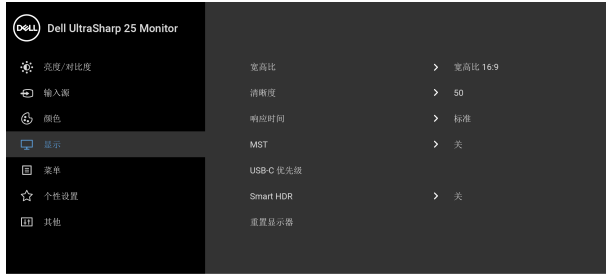 DELL
Dell UltraSharp 25 Monitor
亮度/对比度
输入源
颜色
显示
菜单
个性设置
其他
宽高比 宽高比 16:9
清晰度 50
响应时间 标准
MST 关
USB-C 优先级
Smart HDR 关
重置显示器